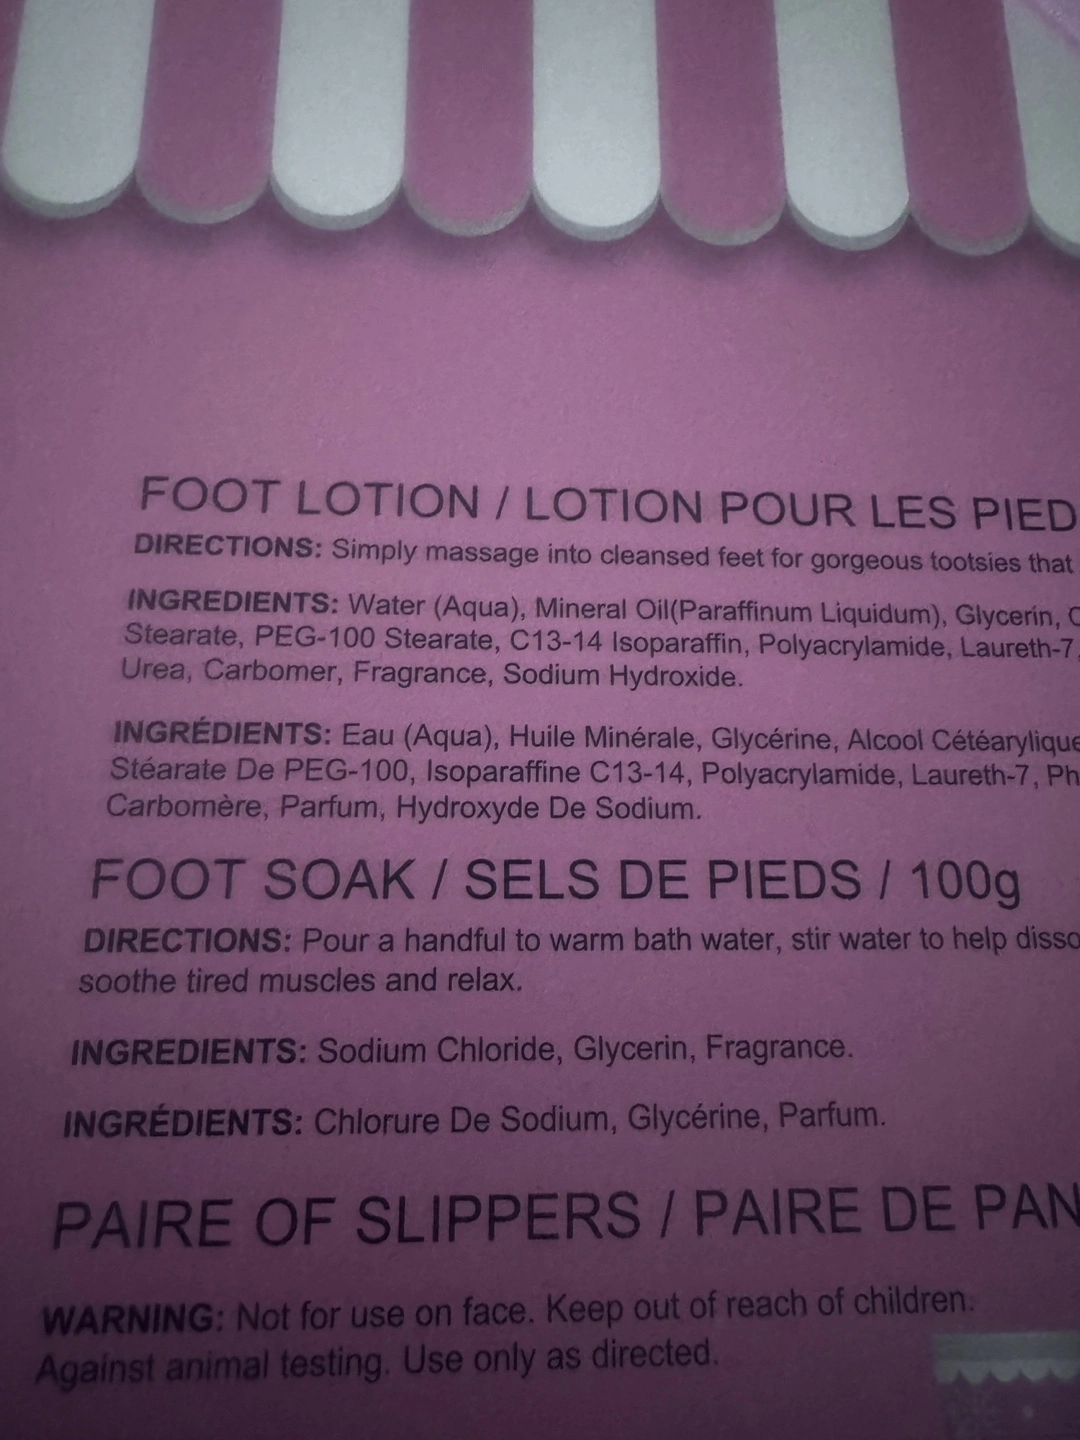 FOOT LOTION / LOTION POUR LES PIED
DIRECTIONS: Simply massage into cleansed feet for gorgeous tootsies that
INGREDIENTS: Water (Aqua), Mineral Oil(Paraffinum Liquidum), Glycerin,
Stearate, PEG-100 Stearate, C13-14 Isoparaffin, Polyacrylamide, Laureth-7,
Urea, Carbomer, Fragrance, Sodium Hydroxide.
INGRÉDIENTS: Eau (Aqua), Huile Minérale, Glycérine, Alcool Cétéarylique
Stéarate De PEG-100, Isoparaffine C13-14, Polyacrylamide, Laureth-7, Ph
Carbomère, Parfum, Hydroxyde De Sodium.
FOOT SOAK / SELS DE PIEDS / 100g
DIRECTIONS: Pour a handful to warm bath water, stir water to help disso
soothe tired muscles and relax.
INGREDIENTS: Sodium Chloride, Glycerin, Fragrance.
INGRÉDIENTS: Chlorure De Sodium, Glycérine, Parfum.
PAIRE OF SLIPPERS / PAIRE DE PAN
WARNING: Not for use on face. Keep out of reach of children.
Against animal testing. Use only as directed.